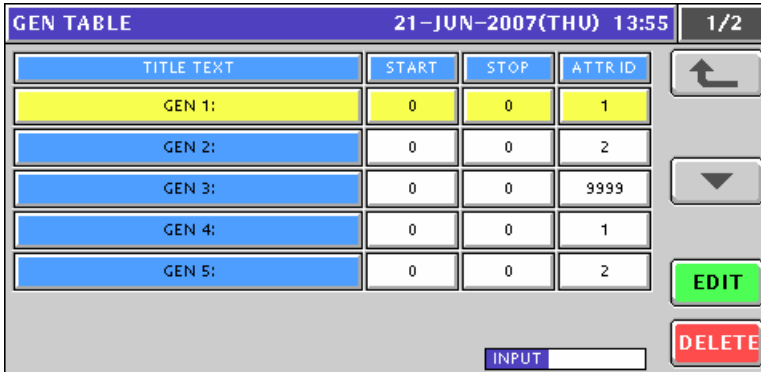 GEN TABLE 21-JUN-2007(THU) 13:55 1/2
TITLE TEXT START STOP ATTR ID
GEN 1: 0 0 1
GEN 2: 0 0 2
GEN 3: 0 0 9999
GEN 4: 0 0 1
GEN 5: 0 0 2
EDIT
INPUT
DELETE